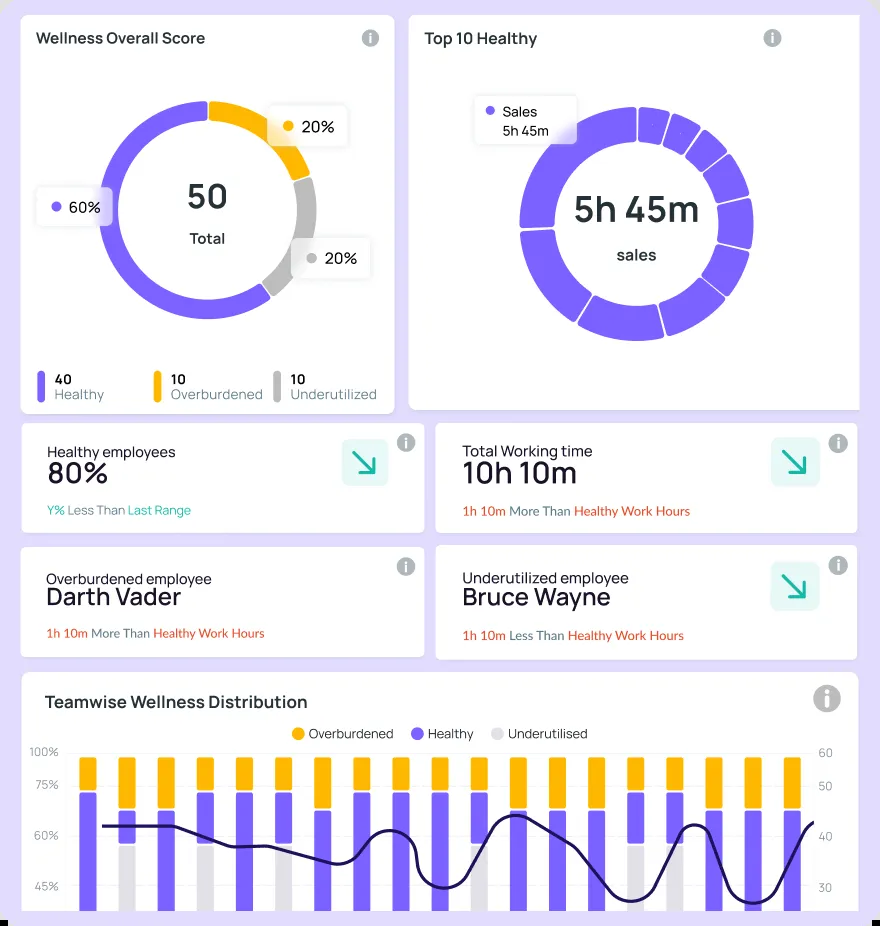 Wellness Overall Score
20%
60%
50
Total
20%
40
Healthy
10
Overburdened
10
Underutilized
Top 10 Healthy
Sales
5h 45m
5h 45m
sales
Healthy employees
80%
Y% Less Than Last Range
Total Working time
10h 10m
1h 10m More Than Healthy Work Hours
Overburdened employee
Darth Vader
1h 10m More Than Healthy Work Hours
Underutilized employee
Bruce Wayne
1h 10m Less Than Healthy Work Hours
Teamwise Wellness Distribution
Overburdened Healthy Underutilised
100% 60
75% 50
60% 40
45% 30